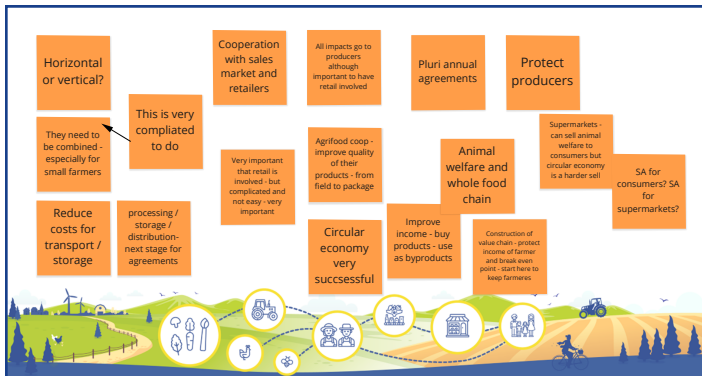 Horizontal
or vertical?
This is very
compliated
to do
They need to
be combined -
especially for
small farmers
Reduce
costs for
transport /
storage
processing /
storage /
distribution-
next stage for
agreements
Cooperation
with sales
market and
retailers
Very important
that retail is
involved - but
complicated and
not easy - very
important
All impacts go to
producers
although
important to have
retail involved
Agrifood coop -
improve quality of
their
products - from
field to package
Circular
economy
very
succsessful
Pluri annual
agreements
Improve
income - buy
products - use
as byproducts
Animal
welfare and
whole food
chain
Construction of
value chain - protect
income of farmer
and break even
point - start here to
keep farmeres
Protect
producers
Supermarkets -
can sell animal
welfare to
consumers but
circular economy
is a harder sell
SA for
consumers? SA
for
supermarkets?